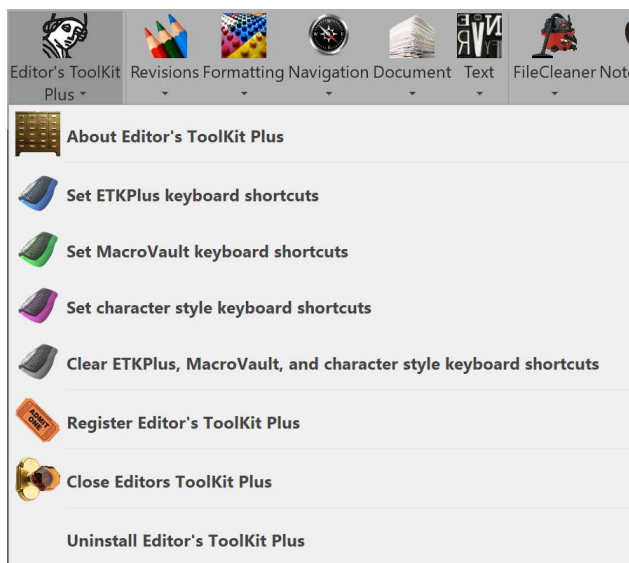 Editor's ToolKit Plus
Revisions
Formatting
Navigation
Document
Text
FileCleaner
About Editor's ToolKit Plus
Set ETKPlus keyboard shortcuts
Set MacroVault keyboard shortcuts
Set character style keyboard shortcuts
Clear ETKPlus, MacroVault, and character style keyboard shortcuts
ADMIT ONE
Register Editor's ToolKit Plus
Close Editors ToolKit Plus
Uninstall Editor's ToolKit Plus